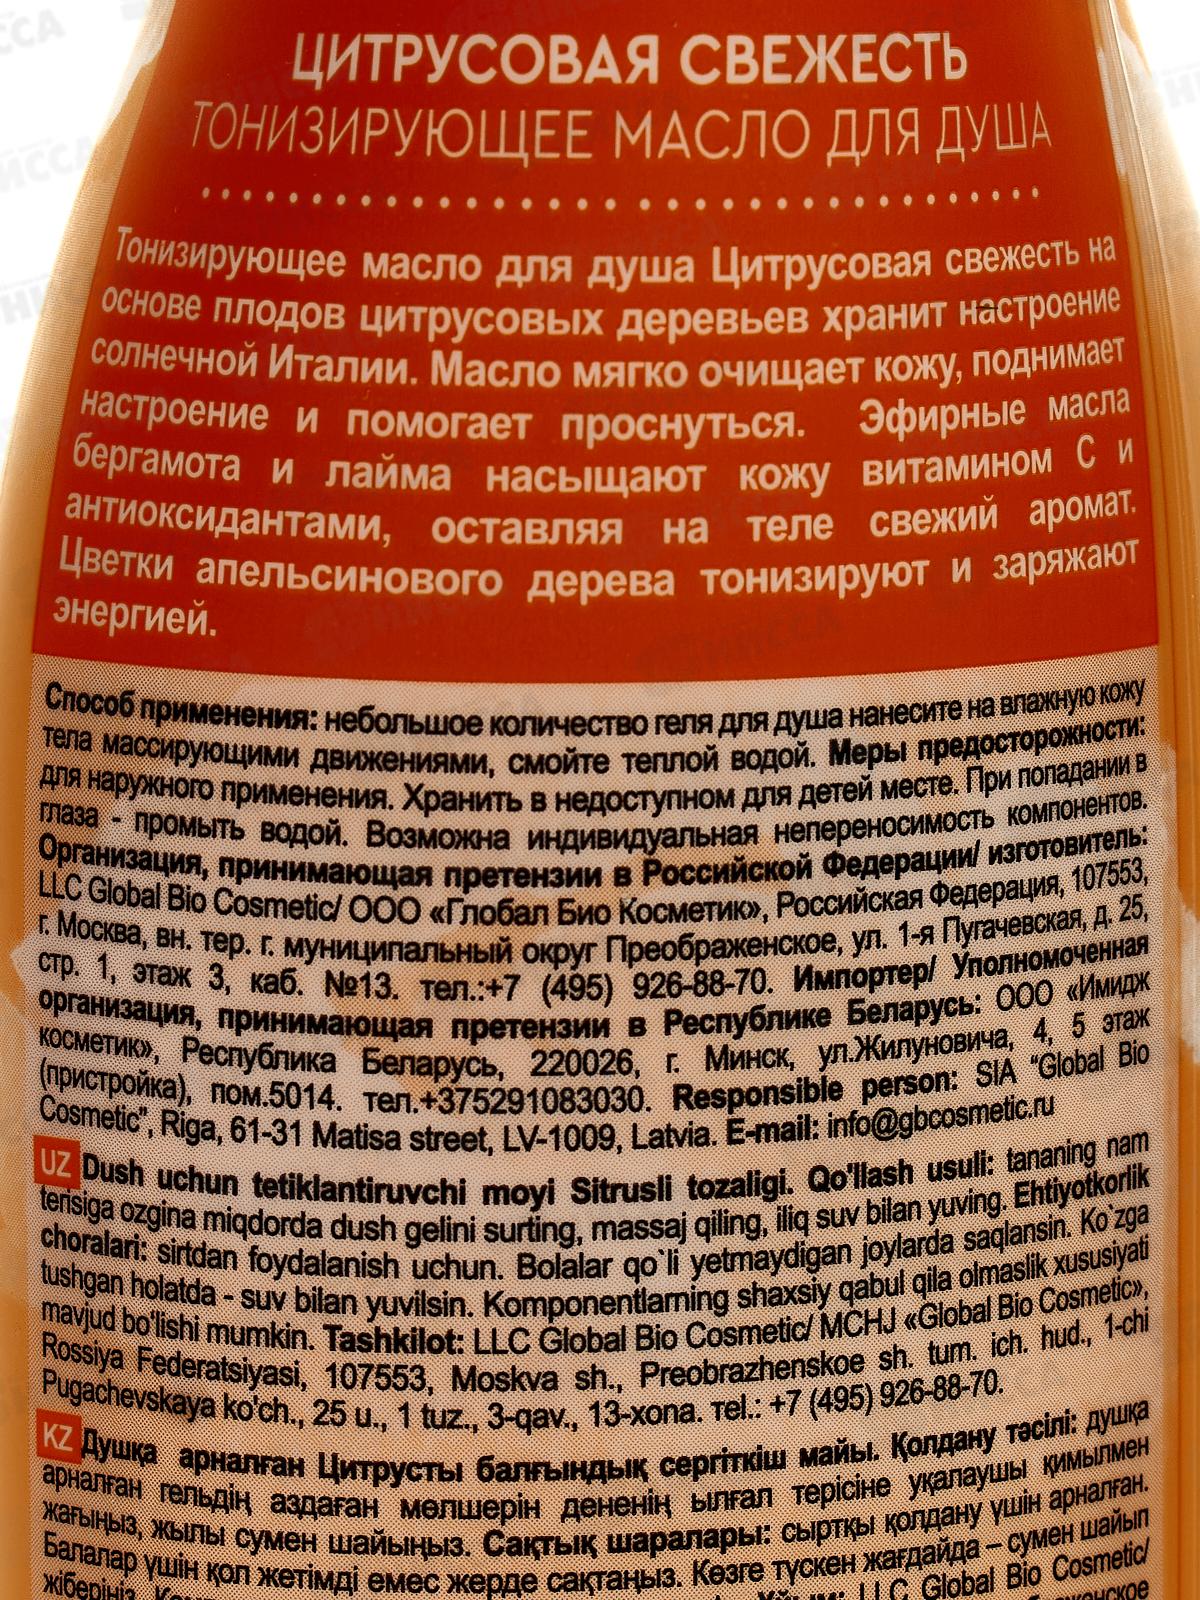 ЦИТРУСОВАЯ СВЕЖЕСТЬ
ТОНИЗИРУЮЩЕЕ МАСЛО ДЛЯ ДУША
Тонизирующее масло для душа Цитрусовая свежесть на
основе плодов цитрусовых деревьев хранит настроение
солнечной Италии. Масло мягко очищает кожу, поднимает
настроение и помогает проснуться. Эфирные масла
бергамота и лайма насыщают кожу витамином С и
антиоксидантами, оставляя на теле свежий аромат.
Цветки апельсинового дерева тонизируют и заряжают
энергией.
Способ применения: небольшое количество геля для душа нанесите на влажную кожу
тела массирующими движениями, смойте теплой водой. Меры предосторожности:
для наружного применения. Хранить в недоступном для детей месте. При попадании в
глаза - промыть водой. Возможна индивидуальная непереносимость компонентов.
Организация, принимающая претензии в Российской Федерации/ изготовитель:
LLC Global Bio Cosmetic/ ООО «Глобал Био Косметик», Российская Федерация, 107553,
г. Москва, вн. тер. г. муниципальный округ Преображенское, ул. 1-я Пугачевская, д. 25,
стр. 1, этаж 3, каб. №13. тел.:+7 (495) 926-88-70. Импортер/ Уполномоченная
организация, принимающая претензии в Республике Беларусь: ООО «Имидж
косметик», Республика Беларусь, 220026, г. Минск, ул.Жилуновича, 4, 5 этаж
(пристройка), пом.5014. тел.+375291083030. Responsible person: SIA "Global Bio
Cosmetic", Riga, 61-31 Matisa street, LV-1009, Latvia. E-mail: info@gbcosmetic.ru
UZ Dush uchun tetiklantiruvchi moyi Sitrusli tozaligi. Qo'llash usuli: tananing nam
terisiga ozgina miqdorda dush gelini surting, massaj qiling, iliq suv bilan yuving. Ehtiyotkorlik
choralari: sirtdan foydalanish uchun. Bolalar qo`li yetmaydigan joylarda saqlansin. Ko`zga
tushgan holatda - suv bilan yuvilsin. Komponentlarning shaxsiy qabul qila olmaslik xususiyati
mavjud bo'lishi mumkin. Tashkilot: LLC Global Bio Cosmetic/ MCHJ «Global Bio Cosmetic»,
Rossiya Federatsiyasi, 107553, Moskva sh., Preobrazhenskoe sh. tum. ich. hud., 1-chi
Pugachevskaya ko'ch., 25 u., 1 tuz., 3-qav., 13-xona. тел.: +7 (495) 926-88-70.
KZ Душқа арналған Цитрусты балғындық сергіткіш майы. Қолдану тәсілі: душқа
арналған гельдің аздаған мөлшерін дененің ылғал терісіне уқалаушы қимылмен
жағыңыз, жылы сумен шайыңыз. Сақтық шаралары: сыртқы қолдану үшін арналған.
Балалар үшін қол жетімді емес жерде сақтаңыз. Көзге түскен жағдайда – сумен шайып
жіберіңіз. LLC Global Bio Cosmetic/